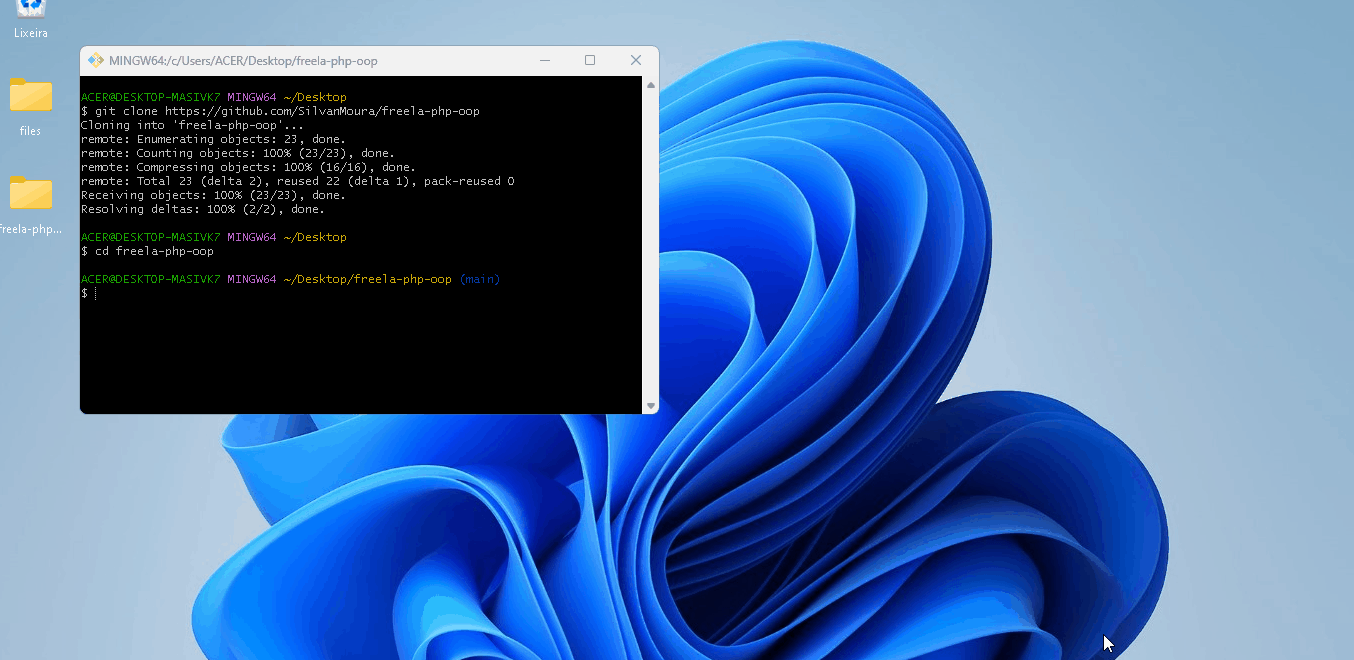 Lixeira
files
freela-php...
MINGW64:/c/Users/ACER/Desktop/freela-php-oop
ACER@DESKTOP-MASIVK7 MINGW64 ~/Desktop
$ git clone https://github.com/SilvanMoura/freela-php-oop
Cloning into 'freela-php-oop'...
remote: Enumerating objects: 23, done.
remote: Counting objects: 100% (23/23), done.
remote: Compressing objects: 100% (16/16), done.
remote: Total 23 (delta 2), reused 22 (delta 1), pack-reused 0
Receiving objects: 100% (23/23), done.
Resolving deltas: 100% (2/2), done.
ACER@DESKTOP-MASIVK7 MINGW64 ~/Desktop
$ cd freela-php-oop
ACER@DESKTOP-MASIVK7 MINGW64 ~/Desktop/freela-php-oop (main)
$